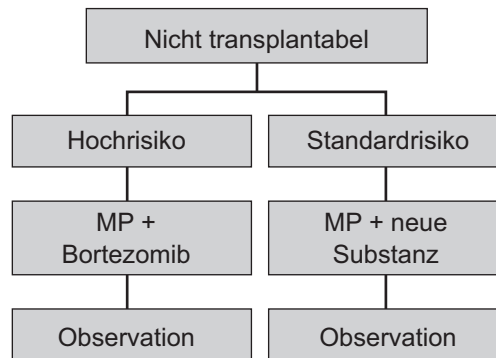 Nicht transplantabel
Hochrisiko
Standardrisiko
MP +
Bortezomib
MP + neue
Substanz
Observation
Observation